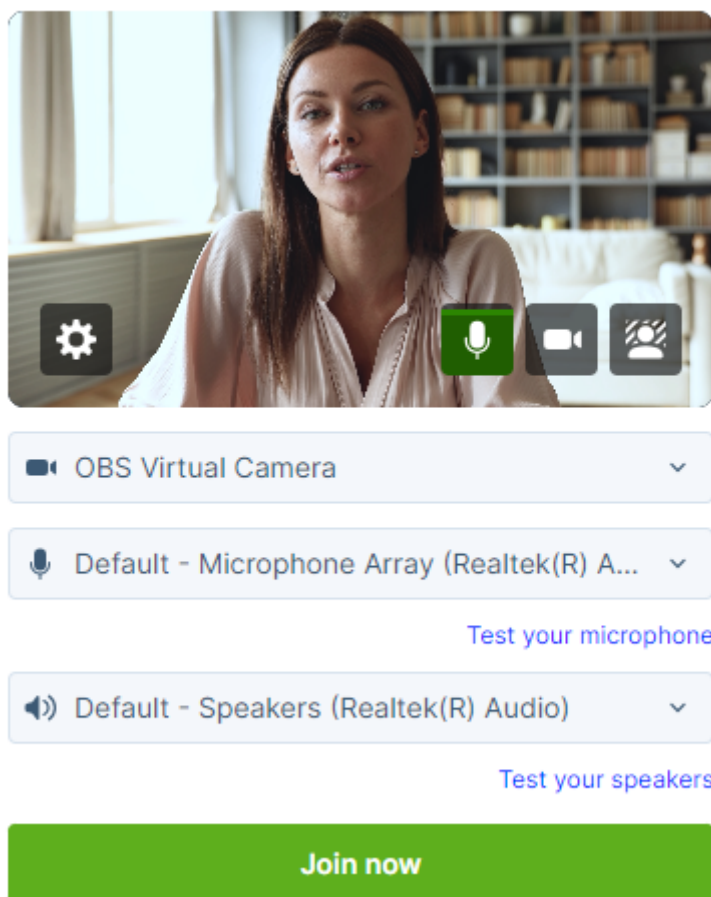 OBS Virtual Camera
Default - Microphone Array (Realtek(R) A...
Test your microphone
Default - Speakers (Realtek(R) Audio)
Test your speakers
Join now